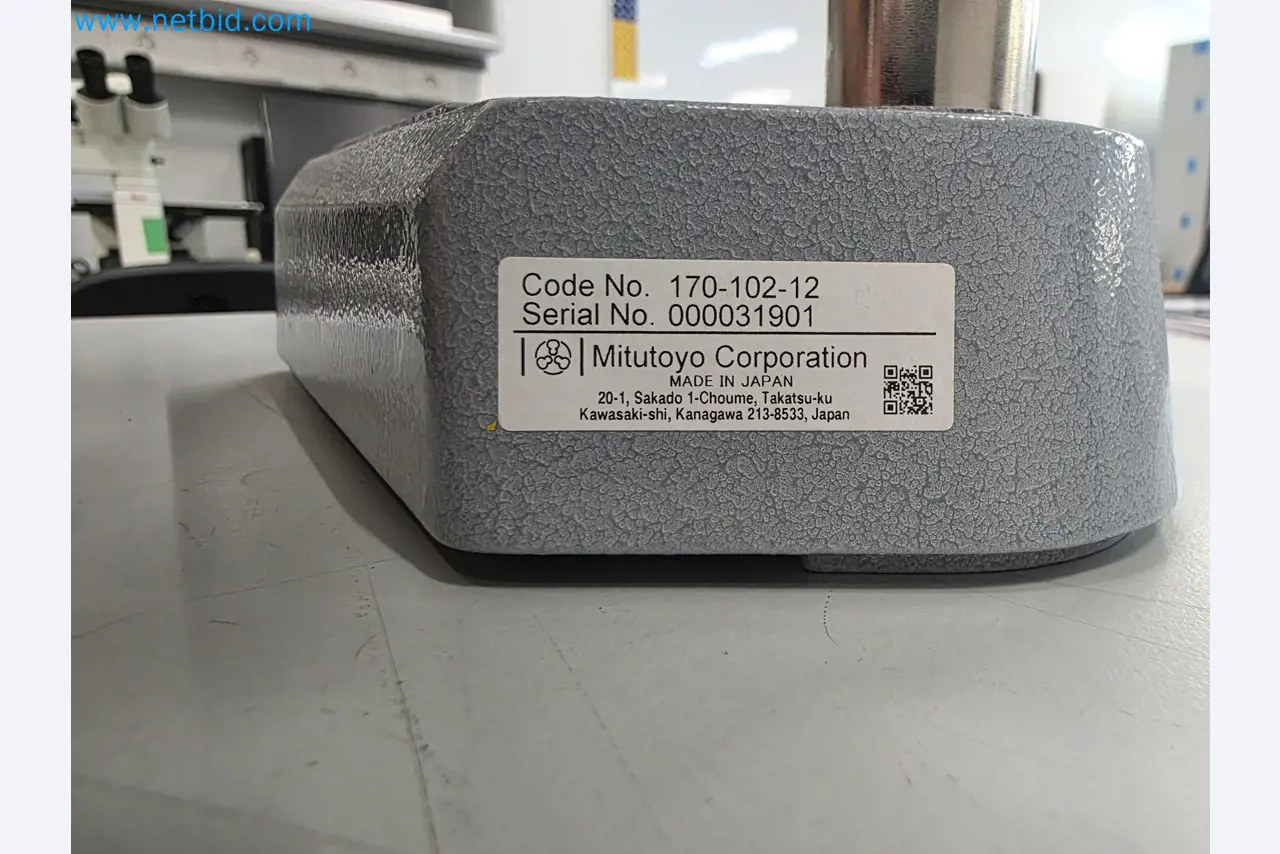 www.netbid.com
Code No. 170-102-12
Serial No. 000031901
Mitutoyo Corporation
MADE IN JAPAN
20-1, Sakado 1-Choume, Takatsu-ku
Kawasaki-shi, Kanagawa 213-8533, Japan